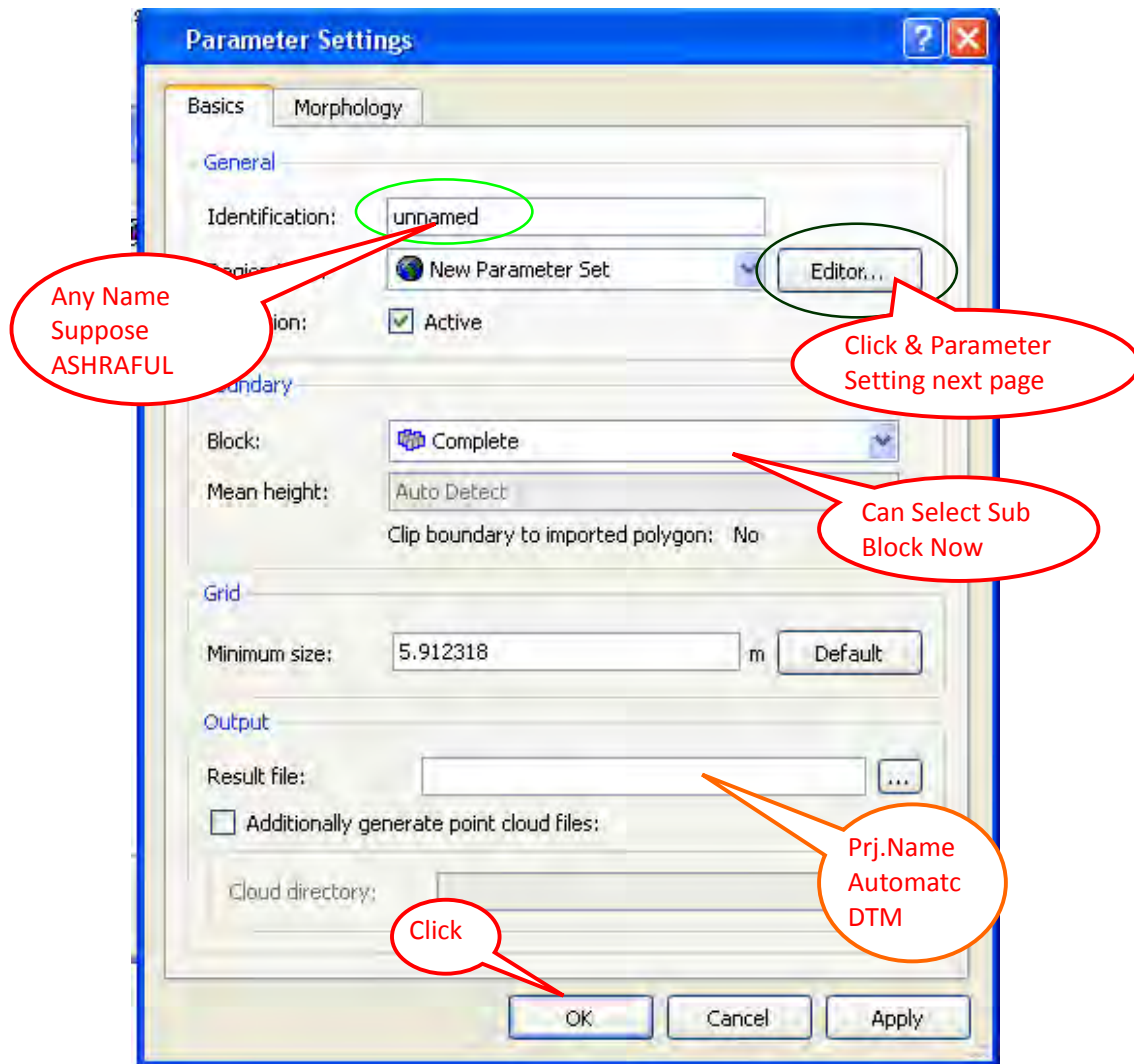 Parameter Settings
Basics Morphology
General
Identification: unnamed
New Parameter Set Editor...
Active
Any Name
Suppose
ASHRAFUL
Click & Parameter
Setting next page
Block: Complete
Mean height: Auto Detect
Clip boundary to imported polygon: No
Can Select Sub
Block Now
Grid
Minimum size: 5.912318 m Default
Output
Result file: ...
Additionally generate point cloud files:
Prj.Name
Automatc
DTM
Cloud directory:
Click
OK Cancel Apply